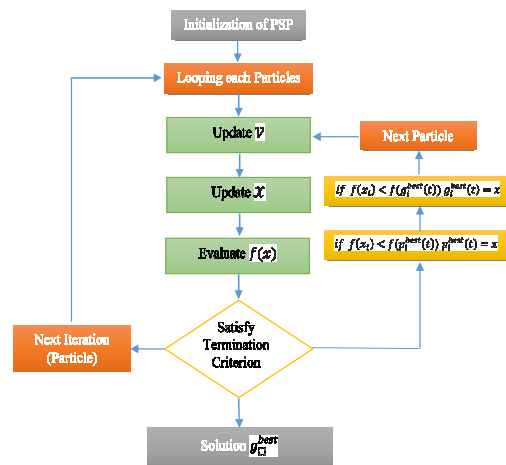 Initialization of PSP
Looping each Particles
Update 𝒱
Next Particle
Update 𝒳
if f(xᵢ) < f(gᵢᵇᵉˢᵗ(t)) gᵢᵇᵉˢᵗ(t) = x
Evaluate f(x)
if f(xᵢ) < f(pᵢᵇᵉˢᵗ(t)) pᵢᵇᵉˢᵗ(t) = x
Satisfy
Termination
Criterion
Next Iteration
(Particle)
Solution g□ᵇᵉˢᵗ